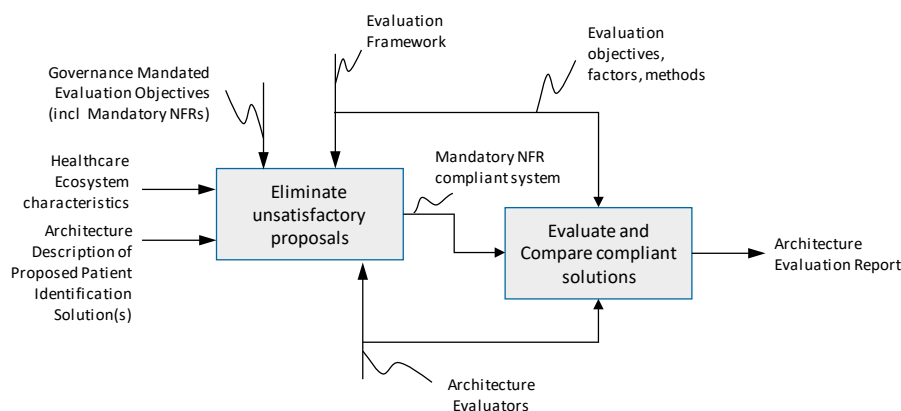 Evaluation
Framework
Evaluation
objectives,
factors, methods
Governance Mandated
Evaluation Objectives
(incl Mandatory NFRs)
Healthcare
Ecosystem
characteristics
Architecture
Description of
Proposed Patient
Identification
Solution(s)
Eliminate
unsatisfactory
proposals
Mandatory NFR
compliant system
Evaluate and
Compare compliant
solutions
Architecture
Evaluation Report
Architecture
Evaluators